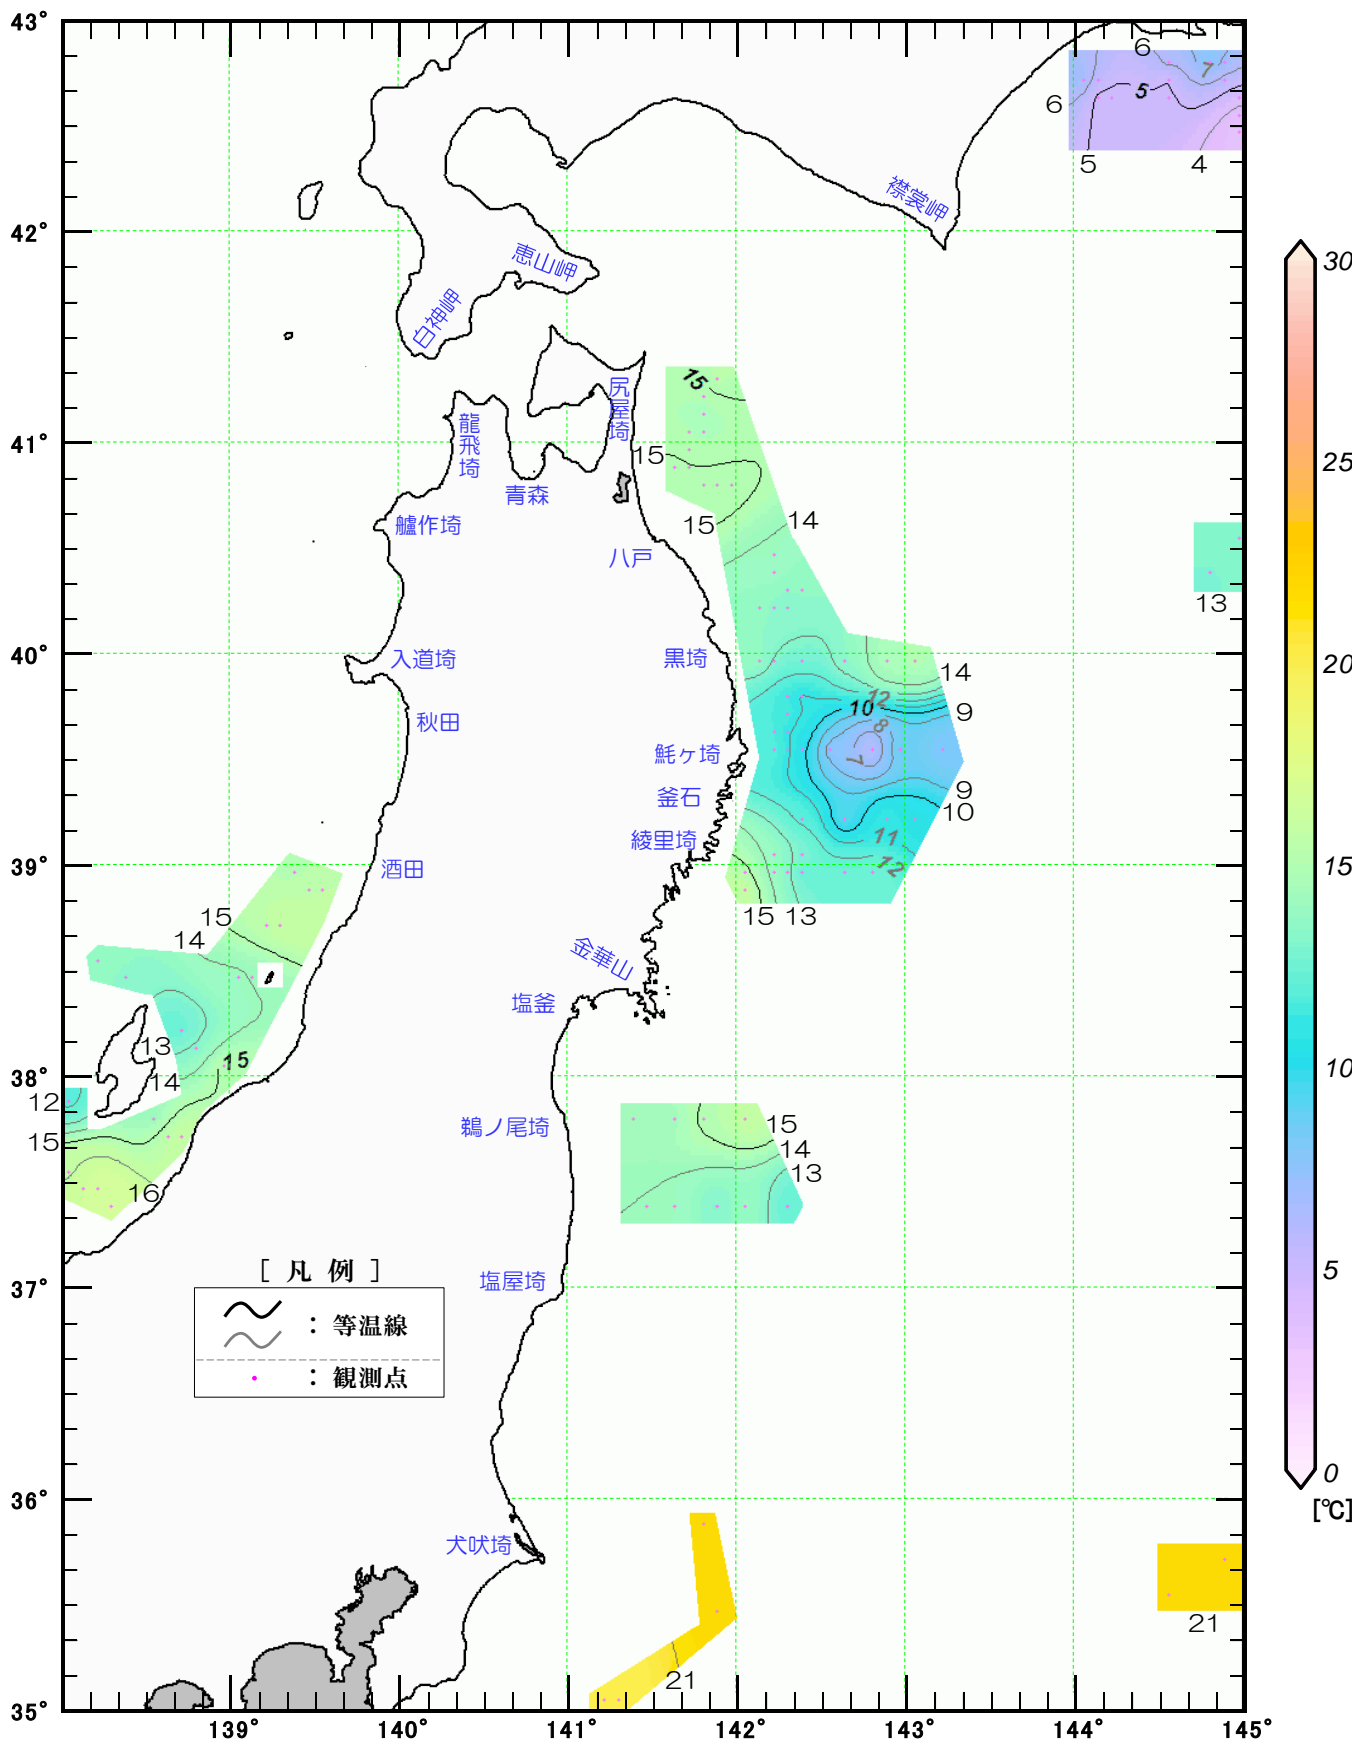 43°
6
7
5
6
5
4
襟裳岬
42°
恵山岬
白神岬
30
15
尻屋埼
龍飛埼
41°
15
25
青森
15
14
艫作埼
八戸
13
40°
入道埼
黒埼
14
20
12
10
9
秋田
8
魹ヶ埼
7
釜石
9
10
綾里埼
11
12
39°
酒田
15
15
15
13
14
金華山
塩釜
13
15
38°
14
10
12
15
鵜ノ尾埼
15
14
13
16
[ 凡 例 ]
5
37°
塩屋埼
: 等温線
: 観測点
0
36°
[℃]
犬吠埼
21
21
35°
139°
140°
141°
142°
143°
144°
145°